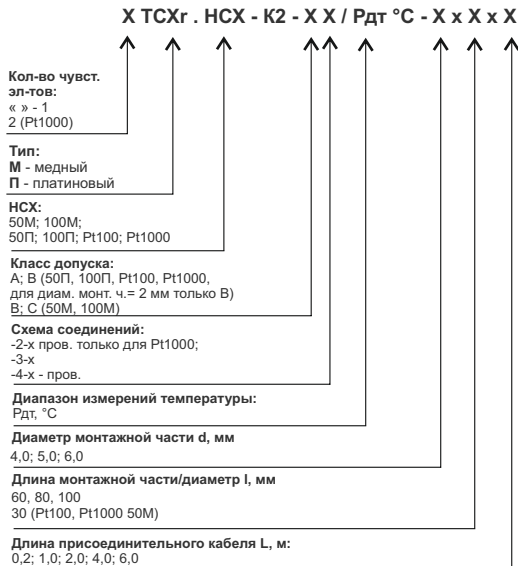 X ТСХr . НСХ - К2 - X X / Рдт °C - X x X x X
Кол-во чувст.
эл-тов:
« » - 1
2 (Pt1000)
Тип:
М - медный
П - платиновый
НСХ:
50М; 100М;
50П; 100П; Pt100; Pt1000
Класс допуска:
А; В (50П, 100П, Pt100, Pt1000,
для диам. монт. ч.= 2 мм только В)
В; С (50М, 100М)
Схема соединений:
-2-х пров. только для Pt1000;
-3-х
-4-х - пров.
Диапазон измерений температуры:
Рдт, °C
Диаметр монтажной части d, мм
4,0; 5,0; 6,0
Длина монтажной части/диаметр l, мм
60, 80, 100
30 (Pt100, Pt1000 50М)
Длина присоединительного кабеля L, м:
0,2; 1,0; 2,0; 4,0; 6,0